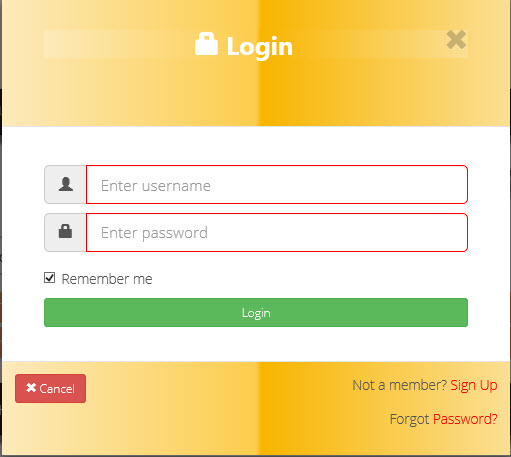 Login
Enter username
Enter password
Remember me
Login
Cancel
Not a member? Sign Up
Forgot Password?